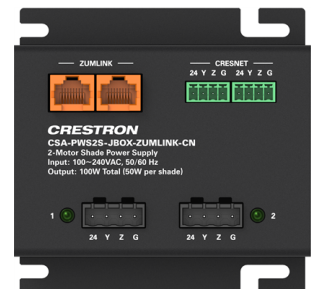 ZUMLINK CRESNET
24 Y Z G 24 Y Z G
CRESTRON
CSA-PWS2S-JBOX-ZUMLINK-CN
2-Motor Shade Power Supply
Input: 100~240VAC, 50/60 Hz
Output: 100W Total (50W per shade)
1 2
24 Y Z G 24 Y Z G